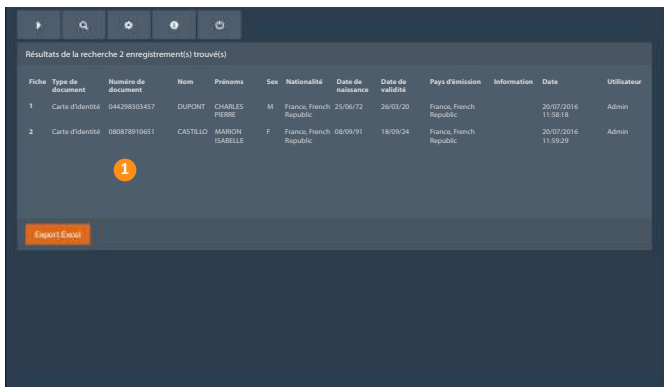 Résultats de la recherche 2 enregistrement(s) trouvé(s)
Fiche Type de document Numéro de document Nom Prénoms Sex Nationalité Date de naissance Date de validité Pays d'émission Information Date Utilisateur
1 Carte d'identité 044298303457 DUPONT CHARLES PIERRE M France, French Republic 25/06/72 26/03/20 France, French Republic 20/07/2016 11:58:18 Admin
2 Carte d'identité 080878910651 CASTILLO MARION ISABELLE F France, French Republic 08/09/91 18/09/24 France, French Republic 20/07/2016 11:59:29 Admin
1
Export Excel